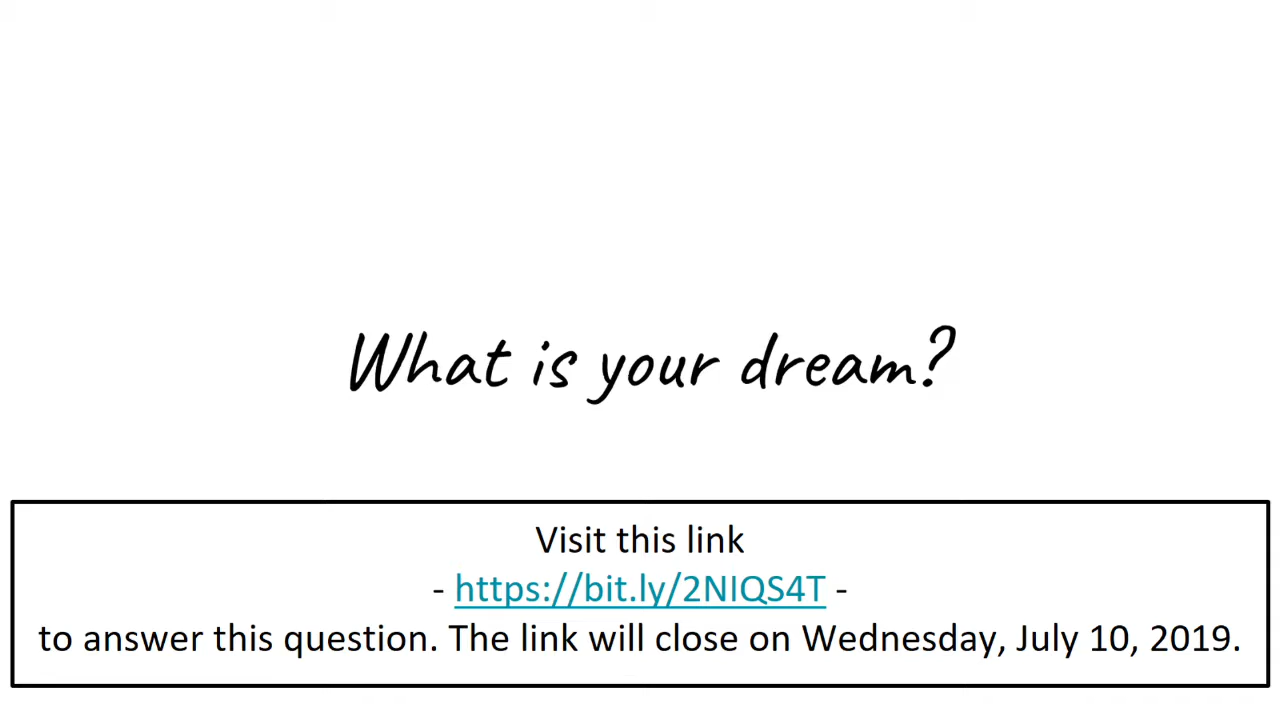 What is your dream?
Visit this link
- https://bit.ly/2NIQS4T -
to answer this question. The link will close on Wednesday, July 10, 2019.